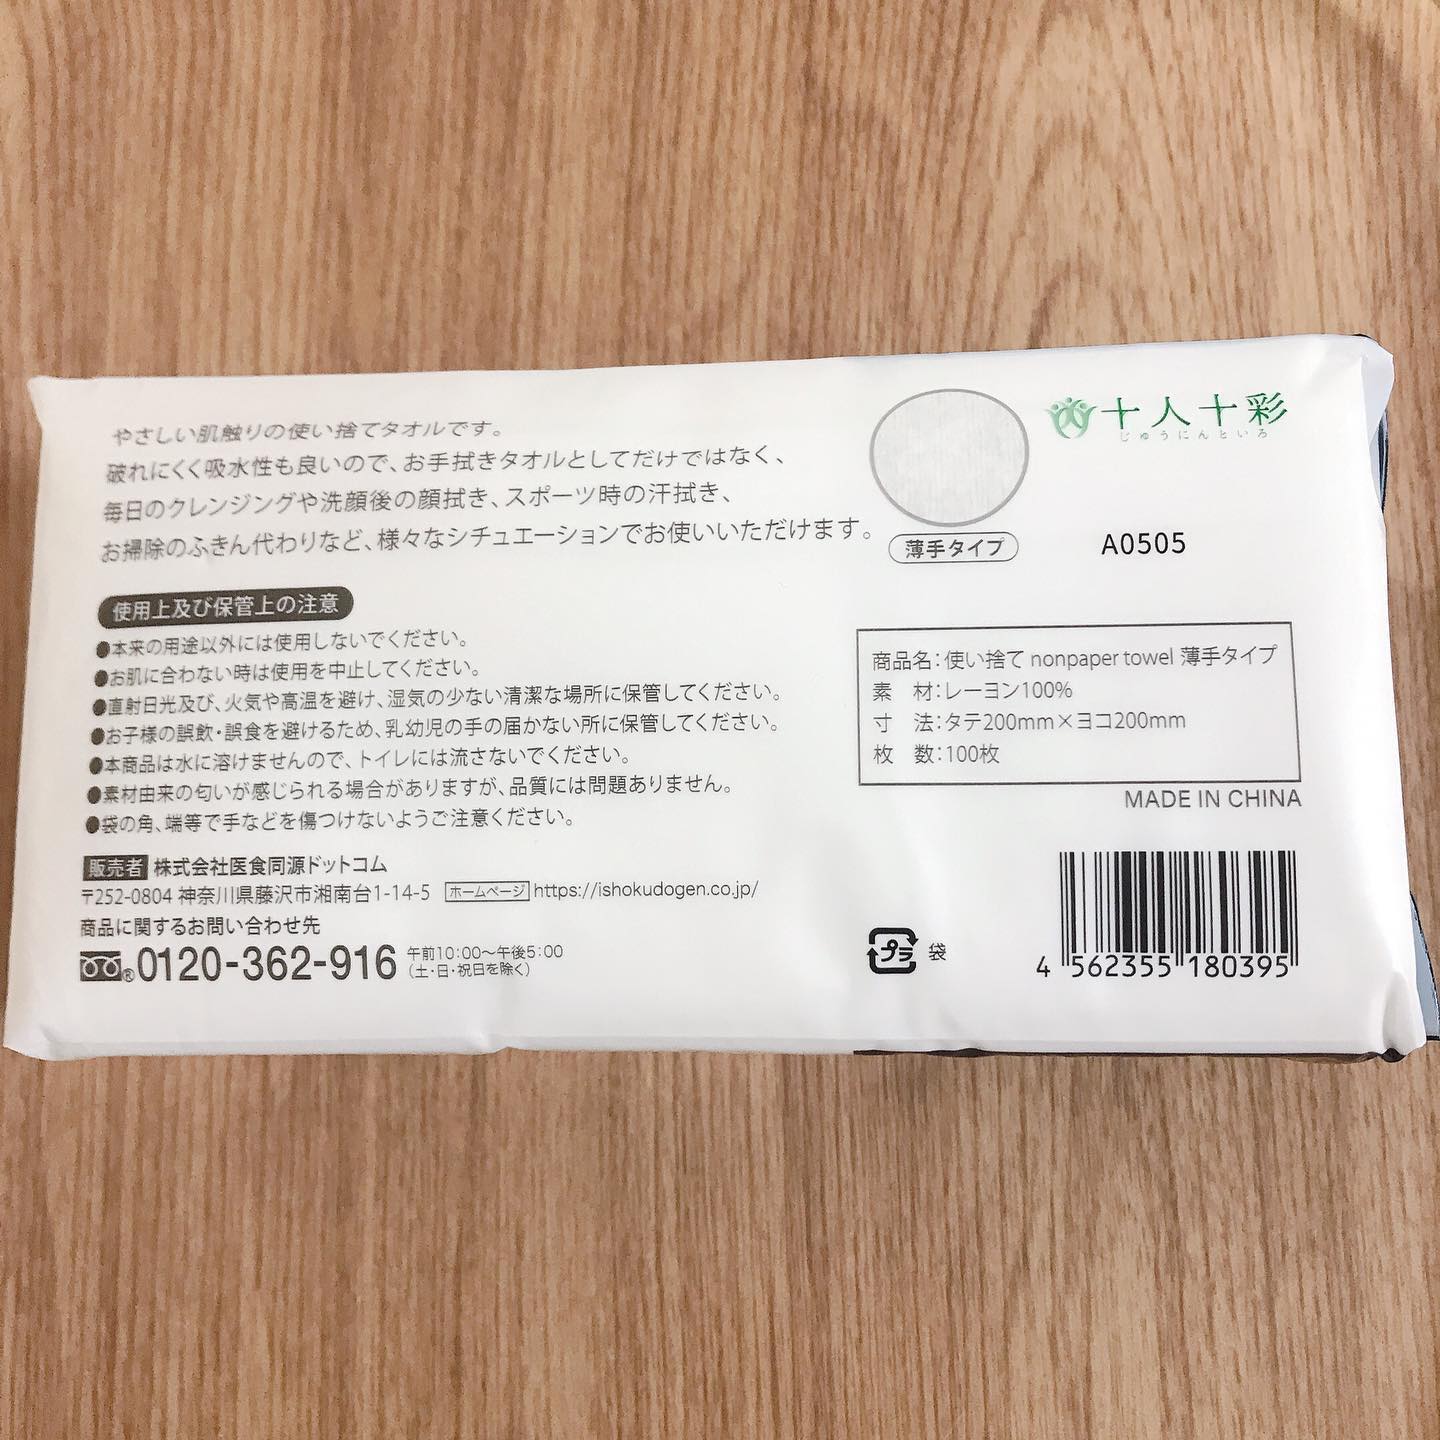 やさしい肌触りの使い捨てタオルです。
破れにくく吸水性も良いので、お手拭きタオルとしてだけではなく、
毎日のクレンジングや洗顔後の顔拭き、スポーツ時の汗拭き、
お掃除のふきん代わりなど、様々なシチュエーションでお使いいただけます。
使用上及び保管上の注意
●本来の用途以外には使用しないでください。
●お肌に合わない時は使用を中止してください。
●直射日光及び、火気や高温を避け、湿気の少ない清潔な場所に保管してください。
●お子様の誤飲・誤食を避けるため、乳幼児の手の届かない所に保管してください。
●本商品は水に溶けませんので、トイレには流さないでください。
●素材由来の匂いが感じられる場合がありますが、品質には問題ありません。
●袋の角、端等で手などを傷つけないようご注意ください。
販売者 株式会社医食同源ドットコム
〒252-0804 神奈川県藤沢市湘南台1-14-5 ホームページ https://ishokudogen.co.jp/
商品に関するお問い合わせ先
®0120-362-916 午前10:00〜午後5:00
(土・日・祝日を除く)
十人十彩
じゅうにんといろ
薄手タイプ
A0505
商品名:使い捨て nonpaper towel 薄手タイプ
素 材:レーヨン100%
寸 法:タテ200mm×ヨコ200mm
枚 数:100枚
MADE IN CHINA
プラ 袋
4 562355 180395